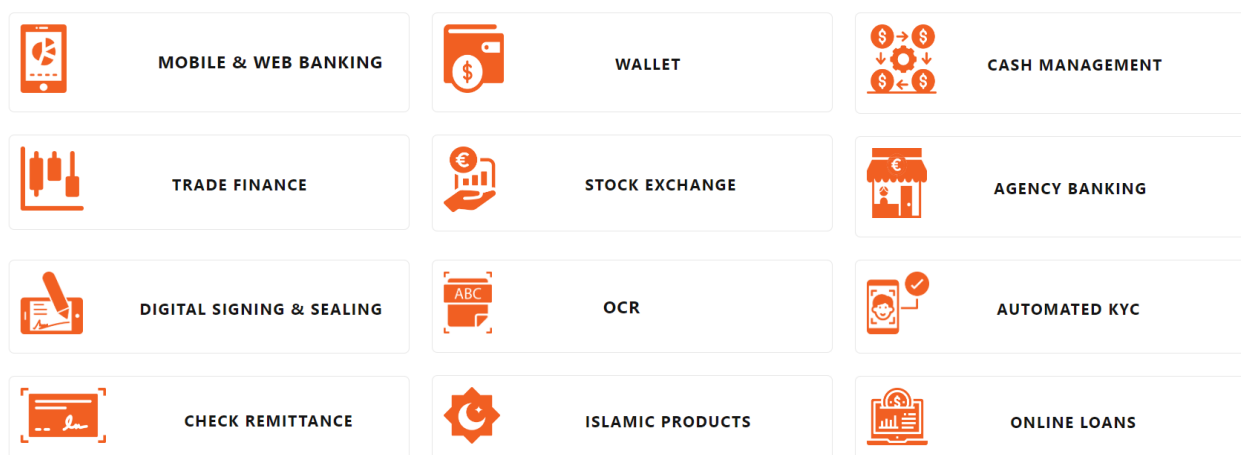 MOBILE & WEB BANKING
WALLET
CASH MANAGEMENT
TRADE FINANCE
STOCK EXCHANGE
AGENCY BANKING
DIGITAL SIGNING & SEALING
ABC
OCR
AUTOMATED KYC
CHECK REMITTANCE
ISLAMIC PRODUCTS
ONLINE LOANS